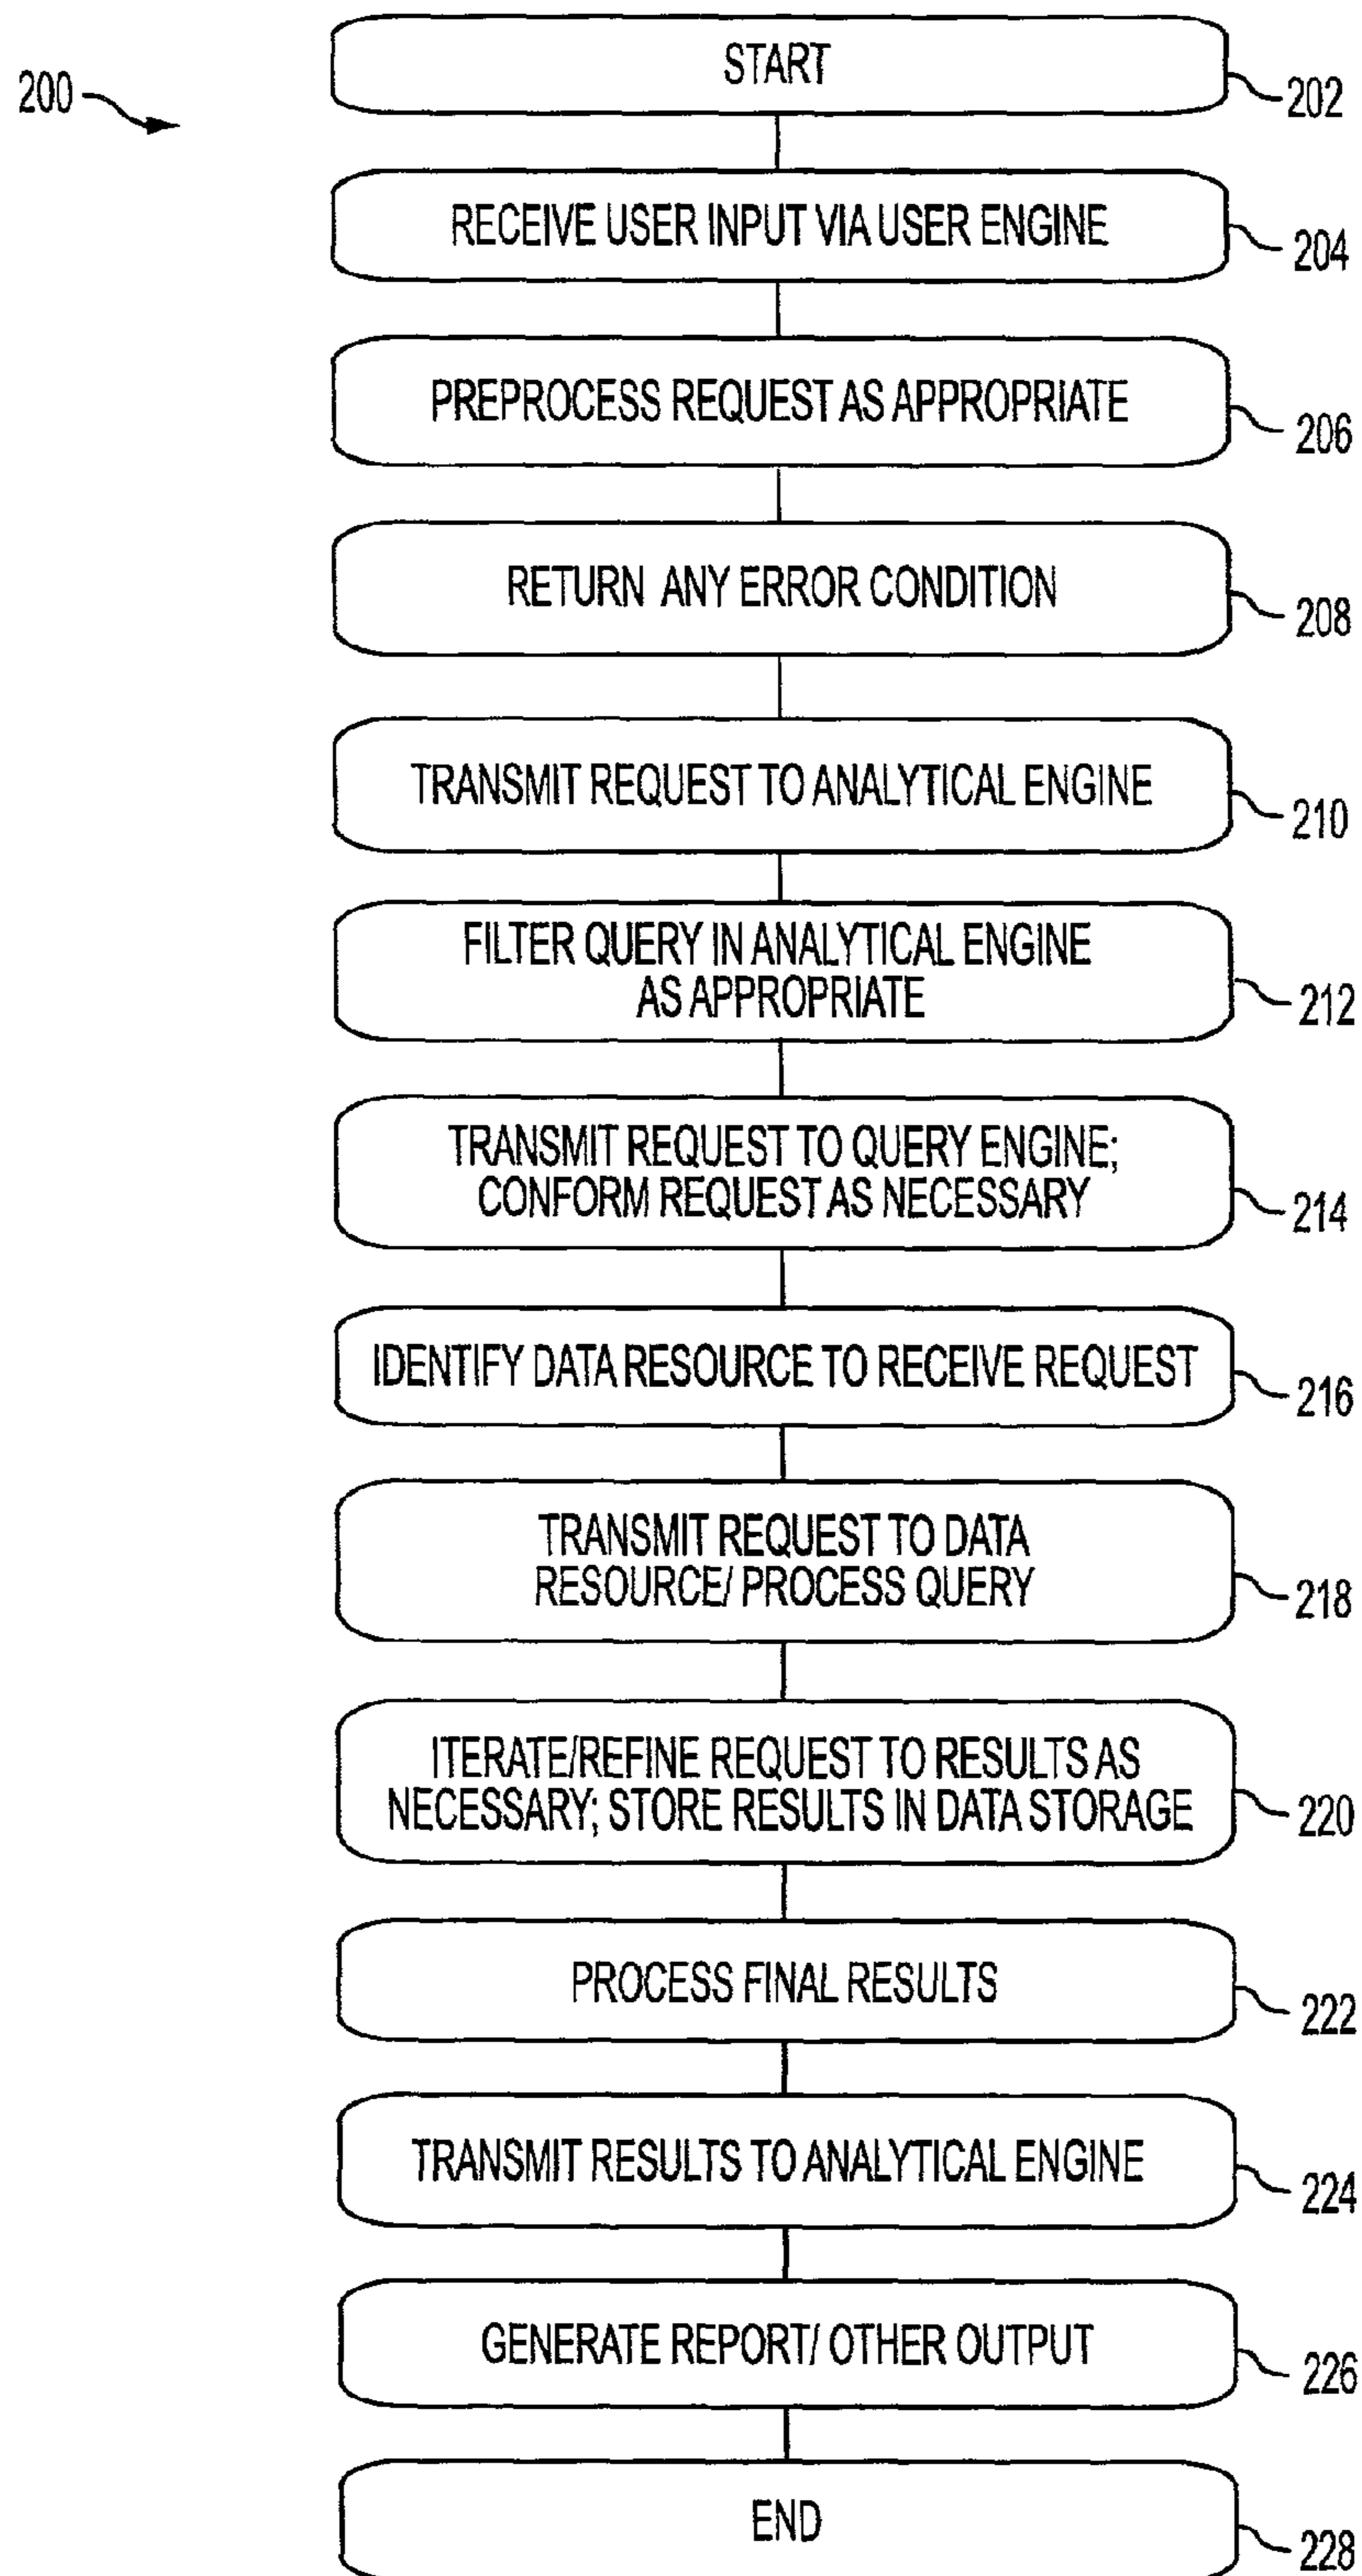 START
200
202
RECEIVE USER INPUT VIA USER ENGINE
204
PREPROCESS REQUEST AS APPROPRIATE
206
RETURN ANY ERROR CONDITION
208
TRANSMIT REQUEST TO ANALYTICAL ENGINE
210
FILTER QUERY IN ANALYTICAL ENGINE
AS APPROPRIATE
212
TRANSMIT REQUEST TO QUERY ENGINE;
CONFORM REQUEST AS NECESSARY
214
IDENTIFY DATA RESOURCE TO RECEIVE REQUEST
216
TRANSMIT REQUEST TO DATA
RESOURCE/ PROCESS QUERY
218
ITERATE/REFINE REQUEST TO RESULTS AS
NECESSARY; STORE RESULTS IN DATA STORAGE
220
PROCESS FINAL RESULTS
222
TRANSMIT RESULTS TO ANALYTICAL ENGINE
224
GENERATE REPORT/ OTHER OUTPUT
226
END
228